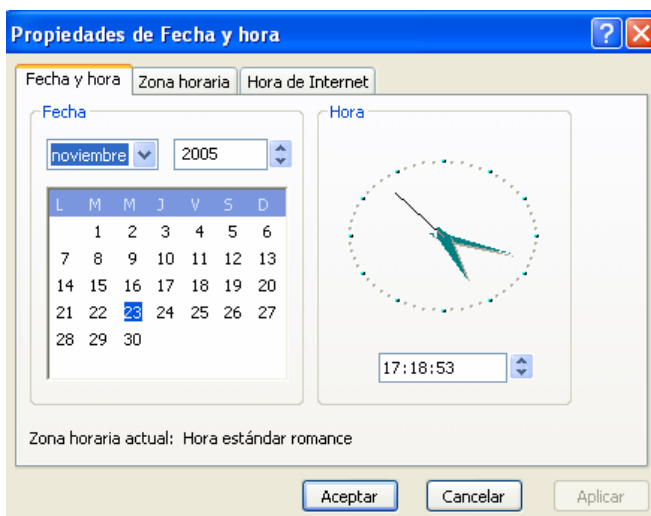 Propiedades de Fecha y hora
Fecha y hora Zona horaria Hora de Internet
Fecha
noviembre 2005
L M M J V S D
1 2 3 4 5 6
7 8 9 10 11 12 13
14 15 16 17 18 19 20
21 22 23 24 25 26 27
28 29 30
Hora
17:18:53
Zona horaria actual: Hora estándar romance
Aceptar Cancelar Aplicar